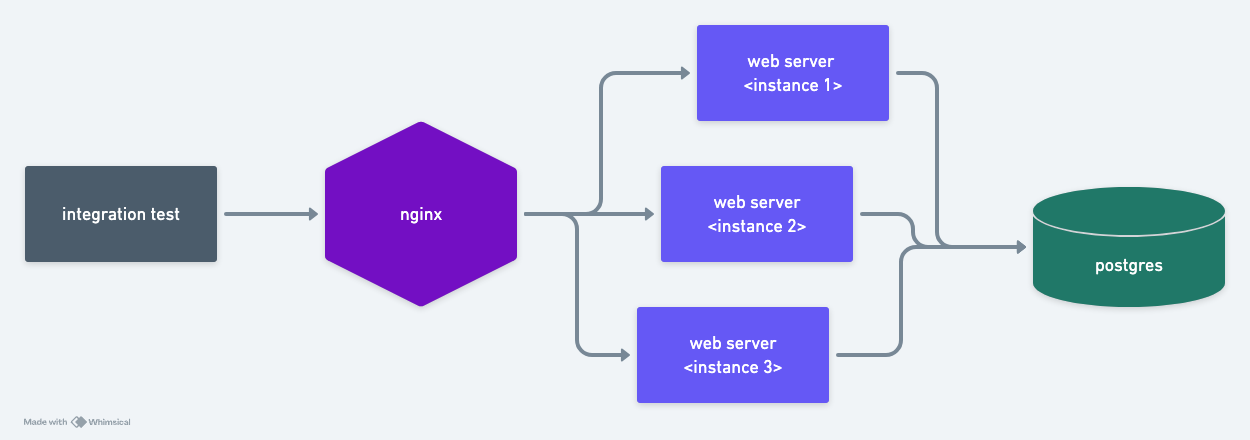 integration test
nginx
web server
<instance 1>
web server
<instance 2>
web server
<instance 3>
postgres
Made with Whimsical